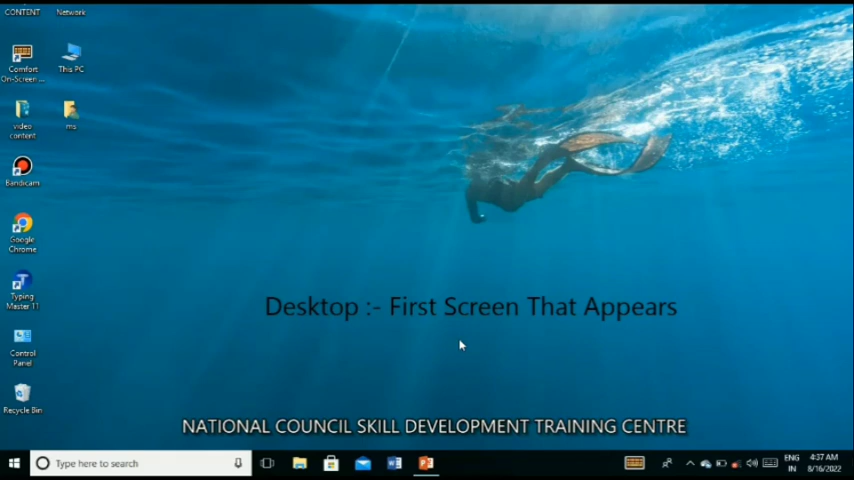 CONTENT
Network
Comfort
On-Screen ...
This PC
video
content
ms
Bandicam
Google
Chrome
Typing
Master 11
Control
Panel
Recycle Bin
Desktop :- First Screen That Appears
NATIONAL COUNCIL SKILL DEVELOPMENT TRAINING CENTRE
Type here to search
ENG
IN
4:37 AM
8/16/2022